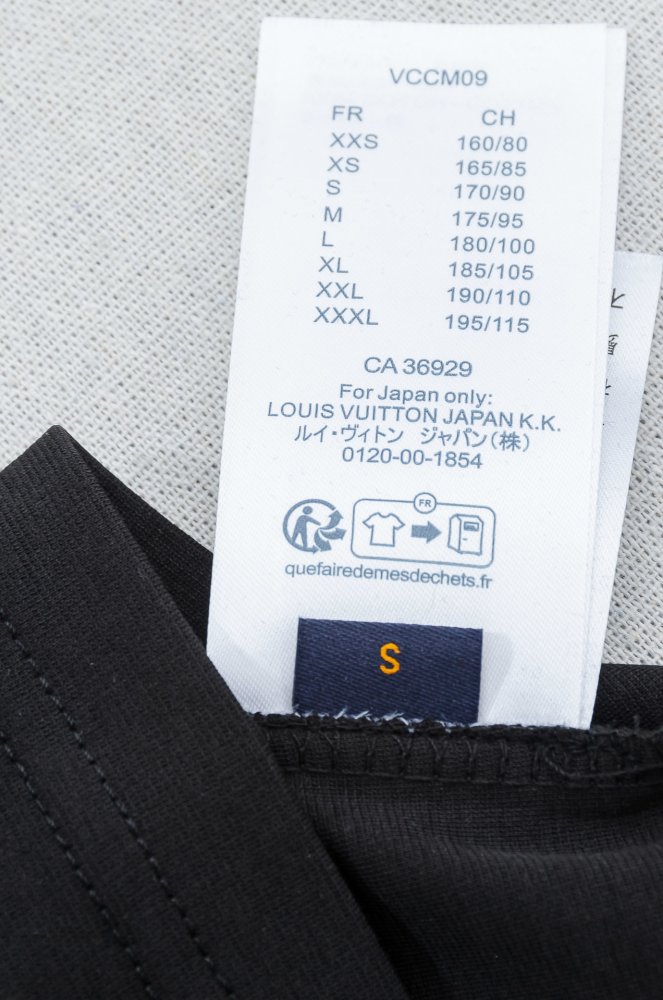 VCCM09
FR CH
XXS 160/80
XS 165/85
S 170/90
M 175/95
L 180/100
XL 185/105
XXL 190/110
XXXL 195/115
CA 36929
For Japan only:
LOUIS VUITTON JAPAN K.K.
ルイ・ヴィトン ジャパン(株)
0120-00-1854
FR
quefairedemesdechets.fr
S